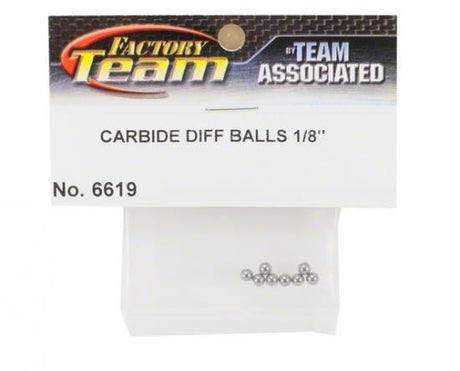 FACTORY
Team
BY TEAM
ASSOCIATED
CARBIDE DIFF BALLS 1/8"
No. 6619